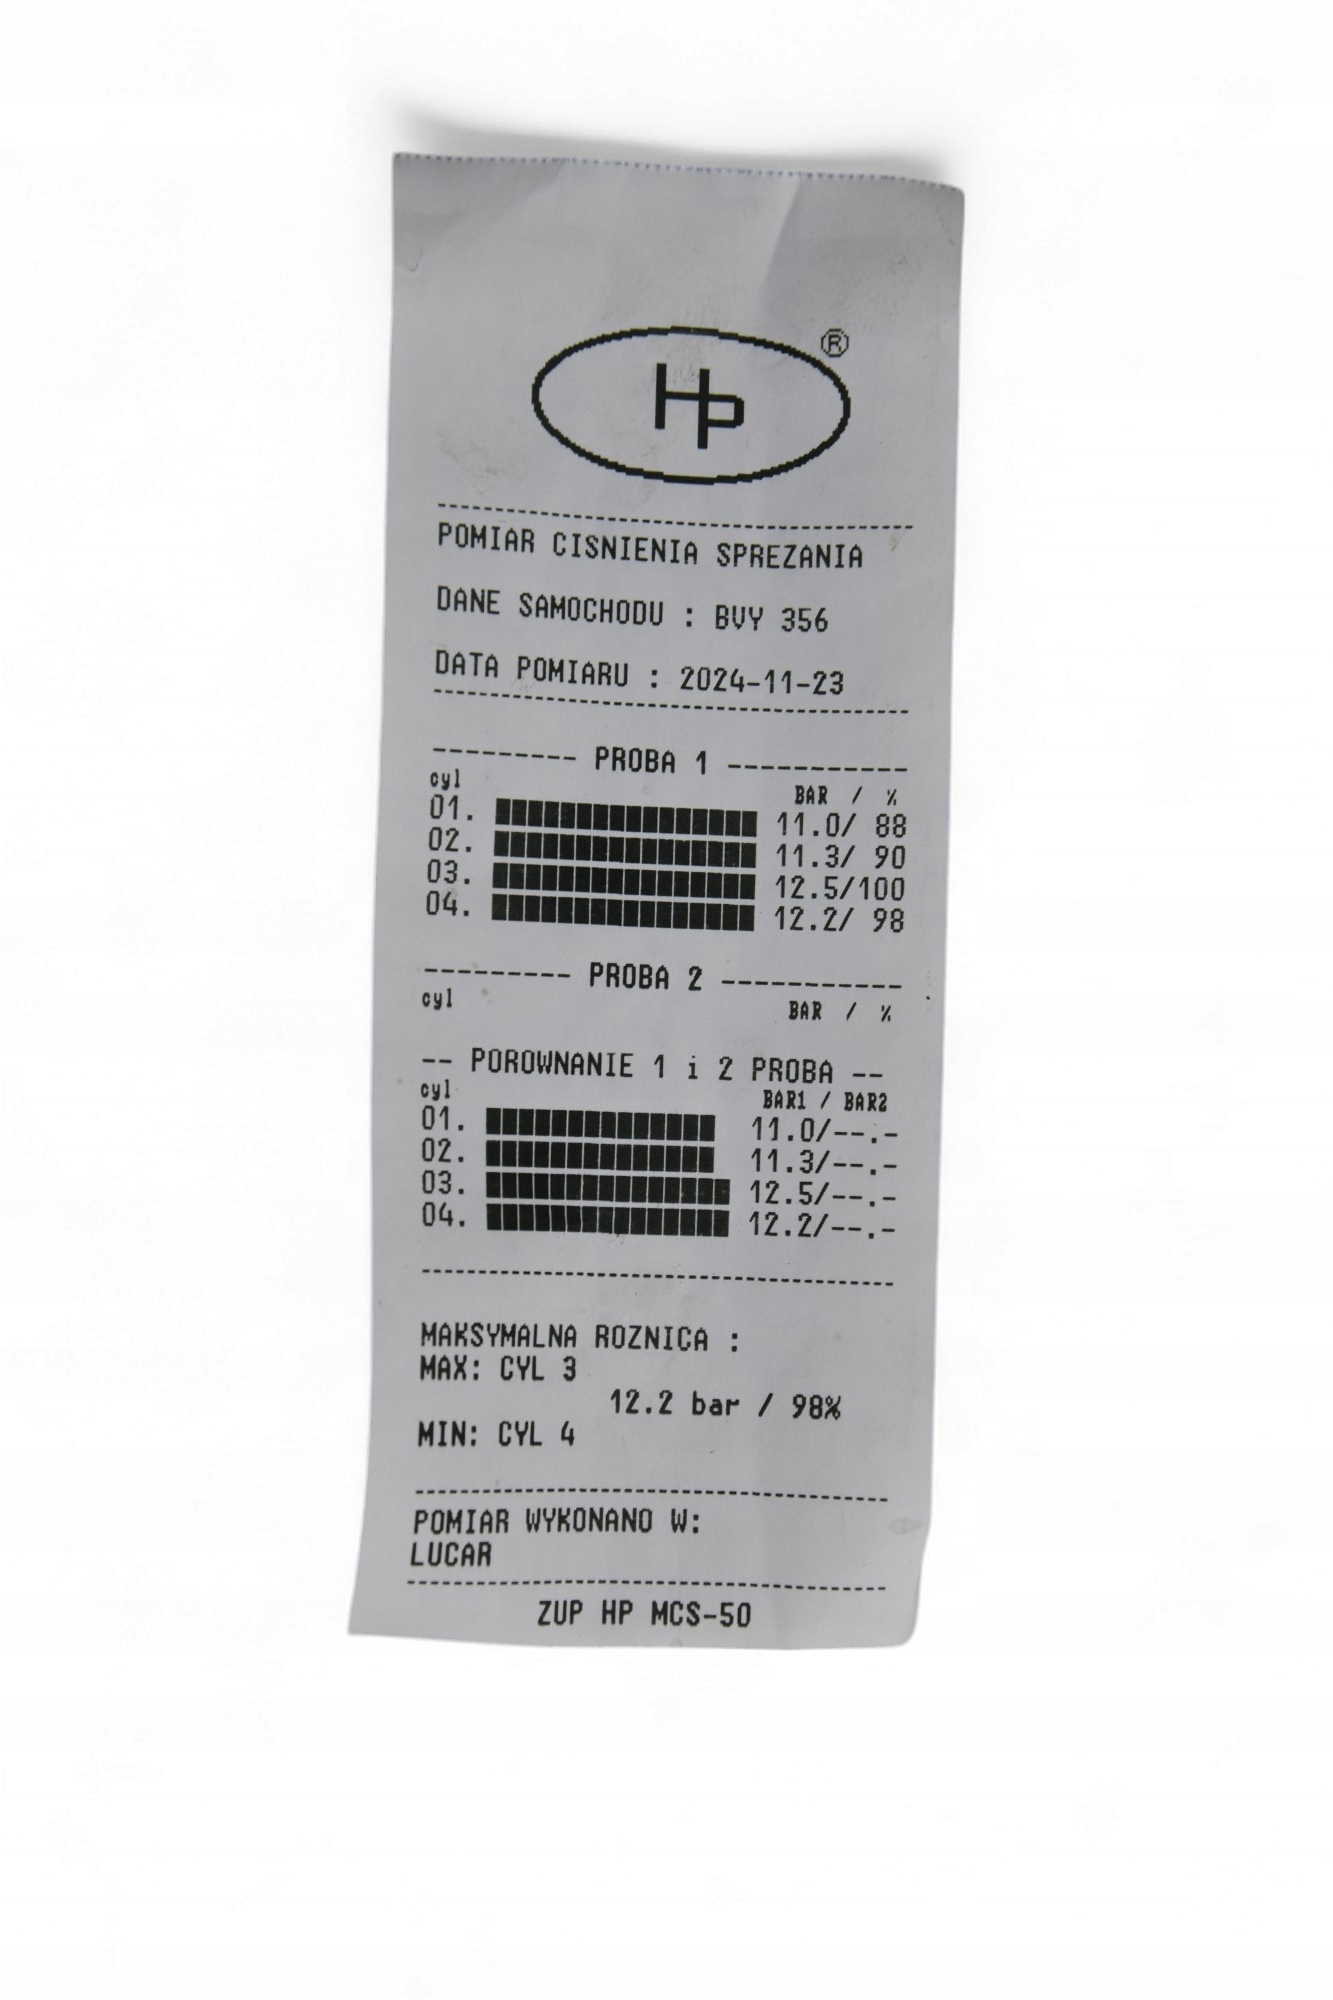 HP ®
POMIAR CISNIENIA SPREZANIA
DANE SAMOCHODU : BVY 356
DATA POMIARU : 2024-11-23
--------- PROBA 1 -----------
cyl BAR / %
01. 11.0/ 88
02. 11.3/ 90
03. 12.5/100
04. 12.2/ 98
--------- PROBA 2 -----------
cyl BAR / %
-- POROWNANIE 1 i 2 PROBA --
cyl BAR1 / BAR2
01. 11.0/--.-
02. 11.3/--.-
03. 12.5/--.-
04. 12.2/--.-
MAKSYMALNA ROZNICA :
MAX: CYL 3
12.2 bar / 98%
MIN: CYL 4
POMIAR WYKONANO W:
LUCAR
ZUP HP MCS-50